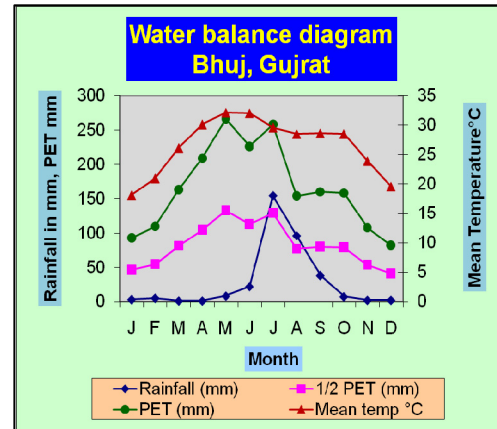 Water balance diagram
Bhuj, Gujrat
Rainfall in mm, PET mm
300
250
200
150
100
50
0
35
30
25
20
15
10
5
0
Mean Temperature°C
J F M A M J J A S O N D
Month
Rainfall (mm) 1/2 PET (mm)
PET (mm) Mean temp °C